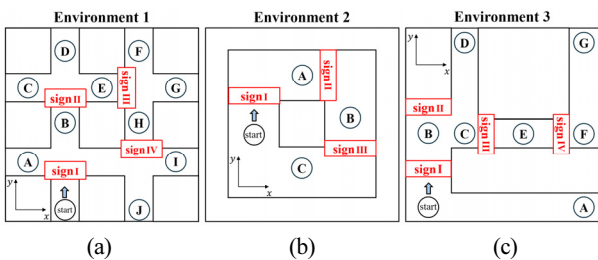 Environment 1
D
F
C
E
G
sign II
sign III
B
H
sign IV
A
I
sign I
y
x
start
J
(a)
Environment 2
A
sign II
sign I
start
B
sign III
C
y
x
(b)
Environment 3
y
x
D
G
sign II
B
C
sign III
E
sign IV
F
sign I
start
A
(c)